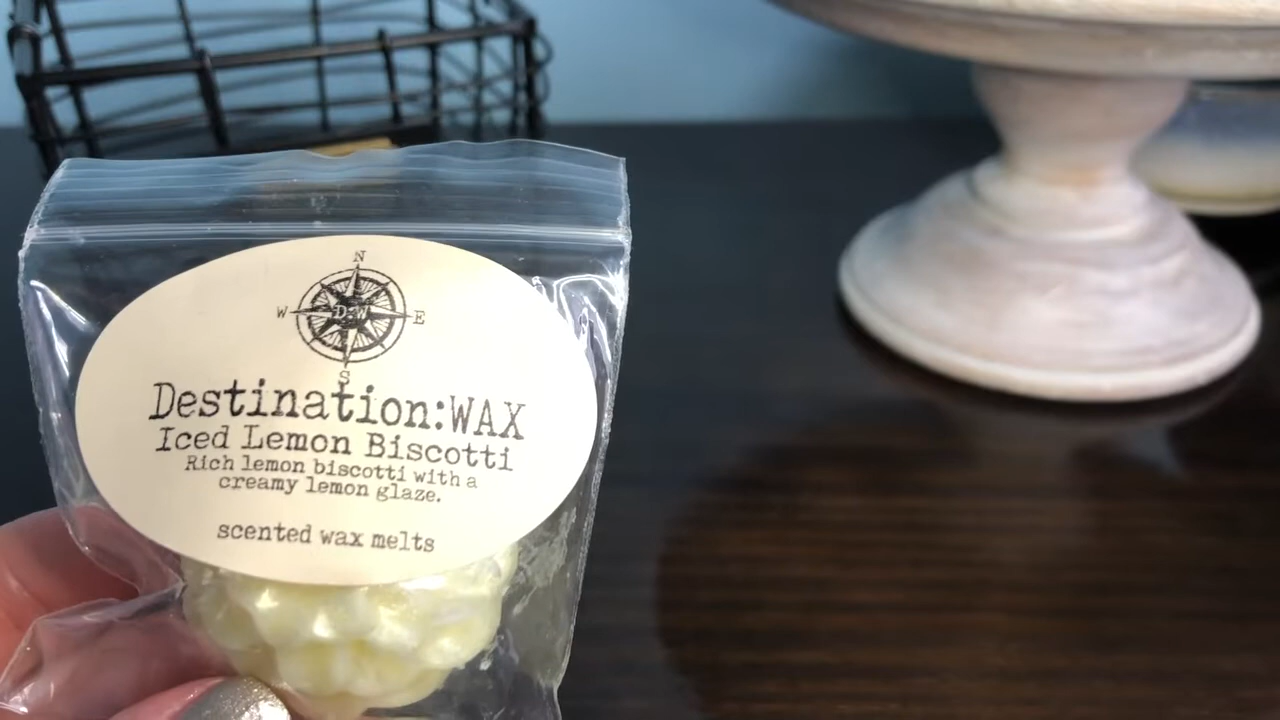 N
W D:W E
S
Destination:WAX
Iced Lemon Biscotti
Rich lemon biscotti with a
creamy lemon glaze.
scented wax melts